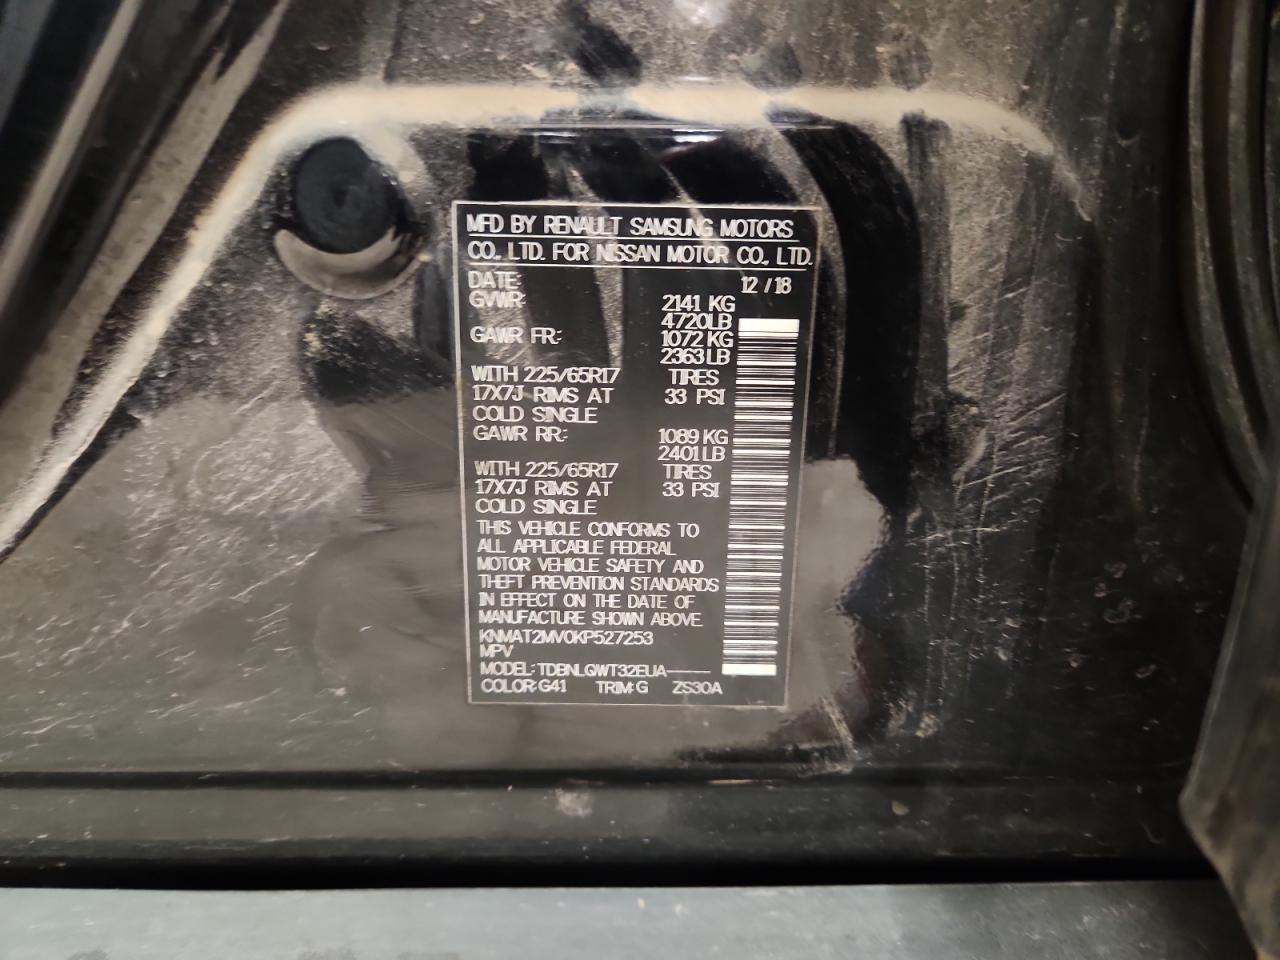 MFD BY RENAULT SAMSUNG MOTORS
CO., LTD. FOR NISSAN MOTOR CO., LTD.
DATE: 12 / 18
GVWR: 2141 KG
4720LB
GAWR FR: 1072 KG
2363 LB
WITH 225/65R17 TIRES
17X7J RIMS AT 33 PSI
COLD SINGLE
GAWR RR: 1089 KG
2401 LB
WITH 225/65R17 TIRES
17X7J RIMS AT 33 PSI
COLD SINGLE
THIS VEHICLE CONFORMS TO
ALL APPLICABLE FEDERAL
MOTOR VEHICLE SAFETY AND
THEFT PREVENTION STANDARDS
IN EFFECT ON THE DATE OF
MANUFACTURE SHOWN ABOVE.
KNMAT2MV0KP527253
MPV
MODEL: TDBNLQWT32EUA-----
COLOR: G41 TRIM: G ZS30A